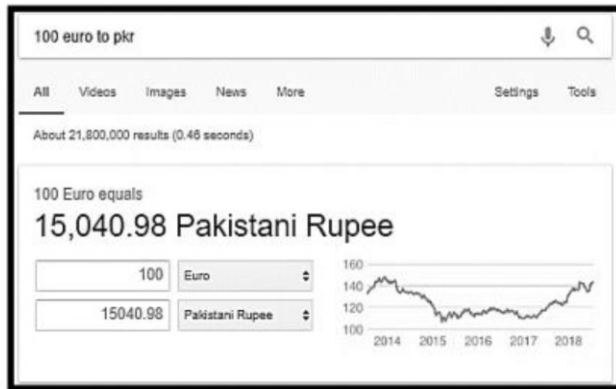 100 euro to pkr
All Videos Images News More Settings Tools
About 21,800,000 results (0.46 seconds)
100 Euro equals
15,040.98 Pakistani Rupee
100 Euro
15040.98 Pakistani Rupee
160
140
120
100
2014 2015 2016 2017 2018